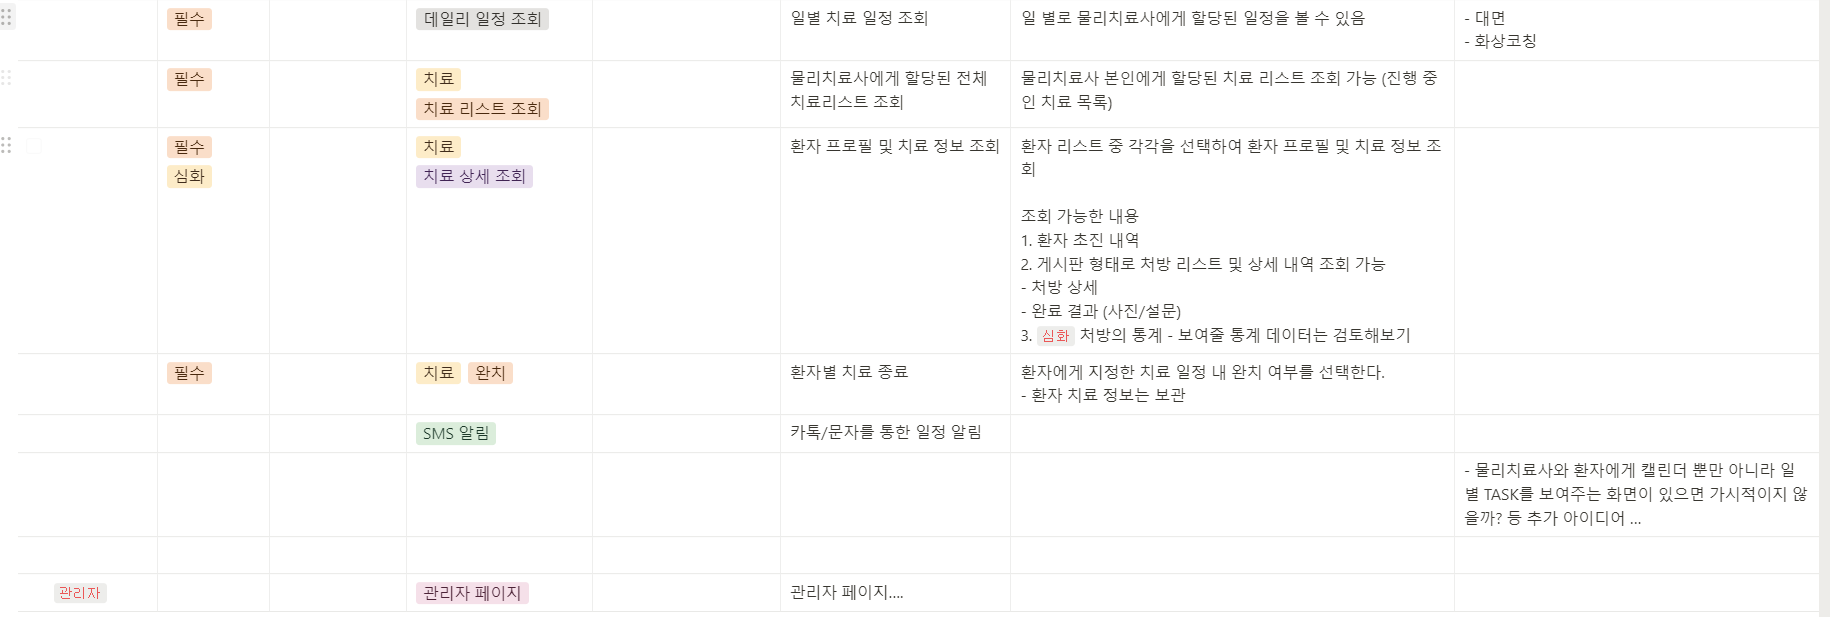 필수
데일리 일정 조회
일별 치료 일정 조회
일 별로 물리치료사에게 할당된 일정을 볼 수 있음
- 대면
- 화상코칭
필수
치료
치료 리스트 조회
물리치료사에게 할당된 전체
치료리스트 조회
물리치료사 본인에게 할당된 치료 리스트 조회 가능 (진행 중
인 치료 목록)
필수
심화
치료
치료 상세 조회
환자 프로필 및 치료 정보 조회
환자 리스트 중 각각을 선택하여 환자 프로필 및 치료 정보 조
회
조회 가능한 내용
1. 환자 초진 내역
2. 게시판 형태로 처방 리스트 및 상세 내역 조회 가능
- 처방 상세
- 완료 결과 (사진/설문)
3. 심화 처방의 통계 - 보여줄 통계 데이터는 검토해보기
필수
치료 완치
환자별 치료 종료
환자에게 지정한 치료 일정 내 완치 여부를 선택한다.
- 환자 치료 정보는 보관
SMS 알림
카톡/문자를 통한 일정 알림
- 물리치료사와 환자에게 캘린더 뿐만 아니라 일
별 TASK를 보여주는 화면이 있으면 가시적이지 않
을까? 등 추가 아이디어 ...
관리자
관리자 페이지
관리자 페이지....